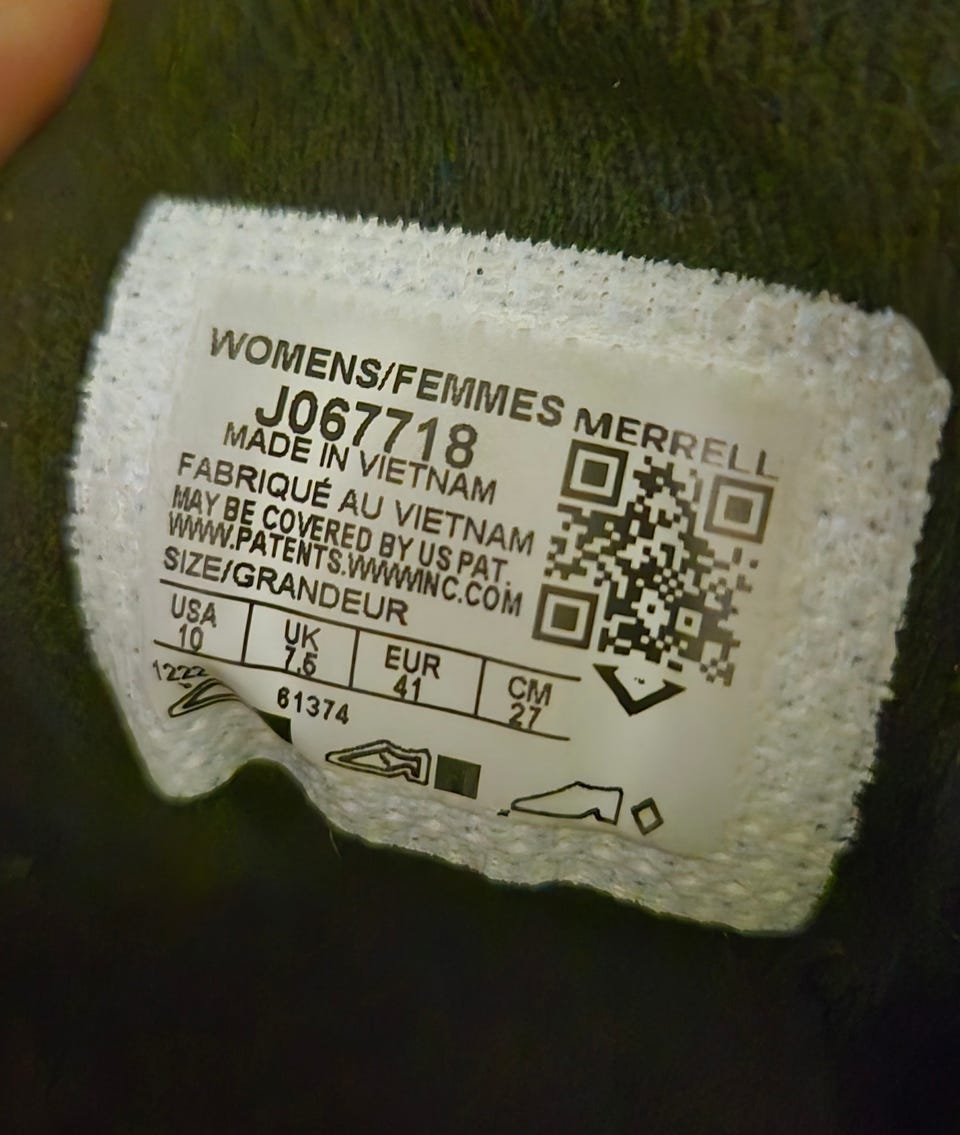 WOMENS/FEMMES MERRELL
J067718
MADE IN VIETNAM
FABRIQUÉ AU VIETNAM
MAY BE COVERED BY US PAT.
WWW.PATENTS.WWWINC.COM
SIZE/GRANDEUR
USA UK EUR CM
10 7.5 41 27
1222 61374